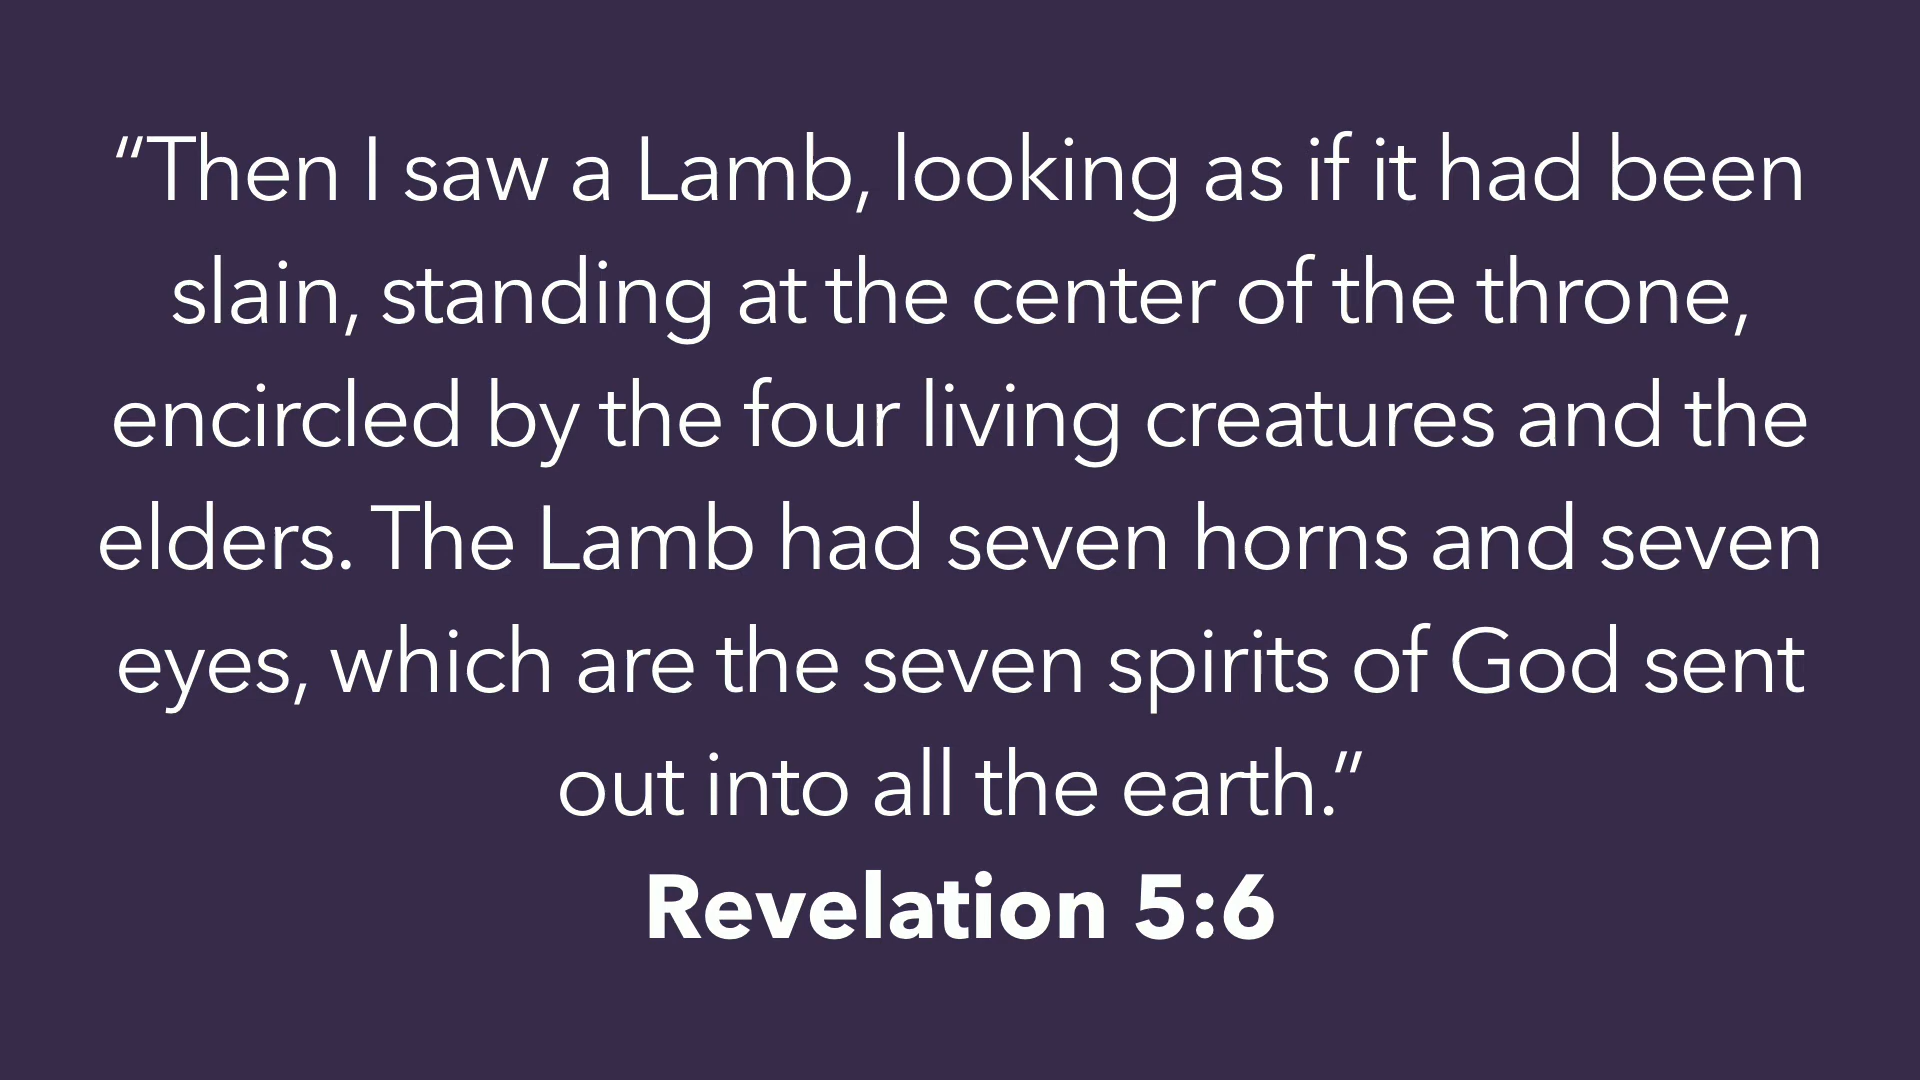 “Then I saw a Lamb, looking as if it had been
slain, standing at the center of the throne,
encircled by the four living creatures and the
elders. The Lamb had seven horns and seven
eyes, which are the seven spirits of God sent
out into all the earth.”
Revelation 5:6